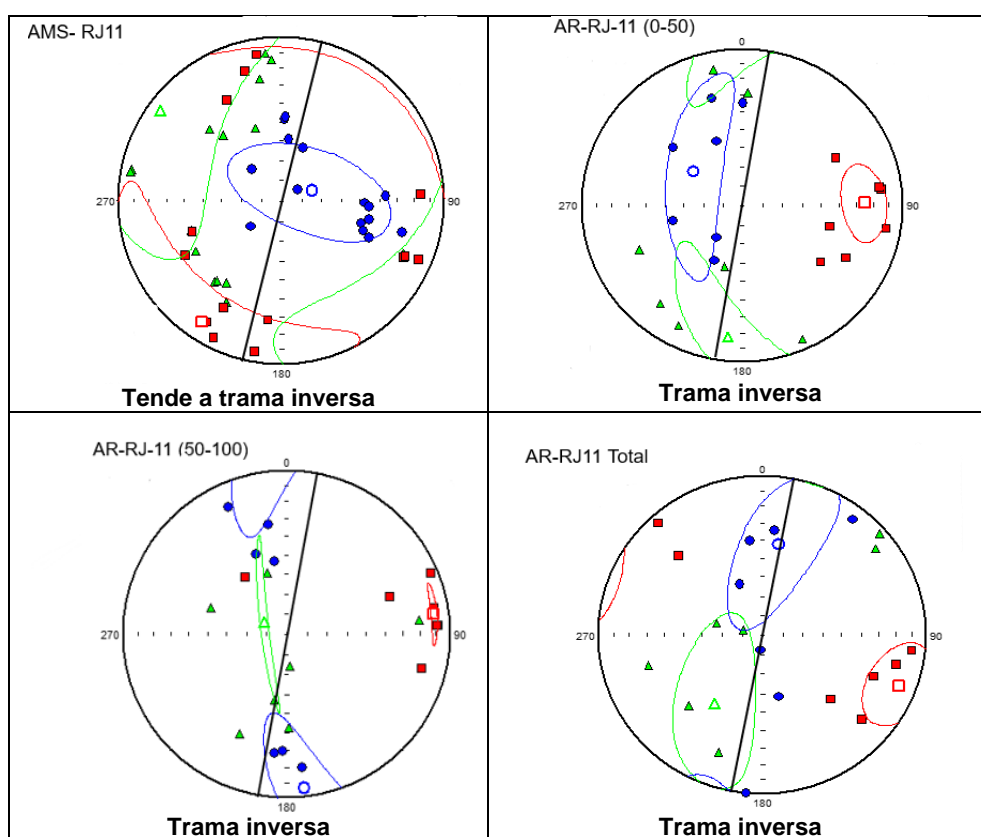 AMS- RJ11
270
90
180
Tende a trama inversa
AR-RJ-11 (0-50)
0
270
90
180
Trama inversa
AR-RJ-11 (50-100)
0
270
90
180
Trama inversa
AR-RJ11 Total
0
270
90
180
Trama inversa